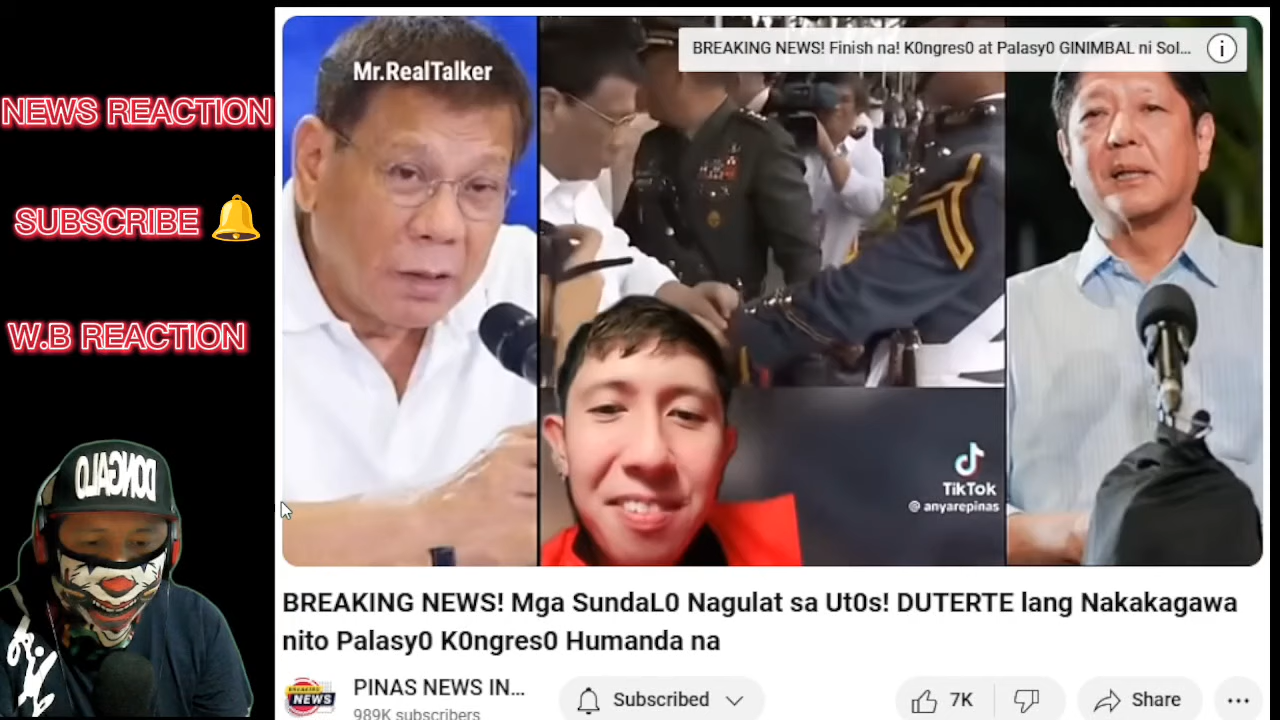 Mr.RealTalker
BREAKING NEWS! Finish na! K0ngres0 at Palasy0 GINIMBAL ni Sol...
NEWS REACTION
SUBSCRIBE
W.B REACTION
DONGALO
TikTok
@ anyarepinas
BREAKING NEWS! Mga SundaL0 Nagulat sa Ut0s! DUTERTE lang Nakakagawa
nito Palasy0 K0ngres0 Humanda na
BREAKING
NEWS
PINAS NEWS IN...
989K subscribers
Subscribed
7K
Share